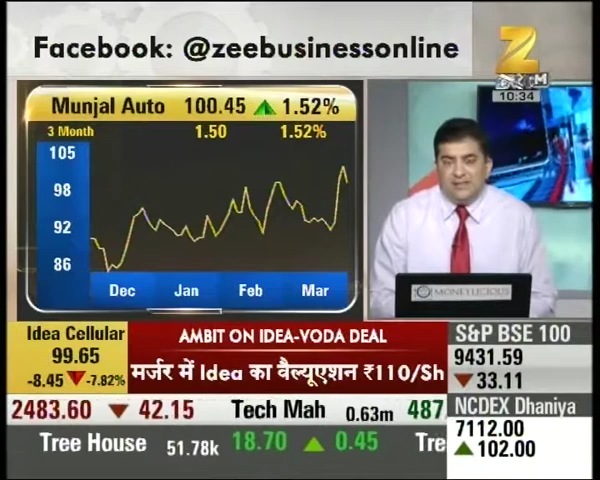 Facebook: @zeebusinessonline
10:34
Munjal Auto 100.45 1.52%
3 Month 1.50 1.52%
105
98
92
86
Dec Jan Feb Mar
MONEYLICIOUS
Idea Cellular
99.65
-8.45 -7.82%
AMBIT ON IDEA-VODA DEAL
मर्जर में Idea का वैल्यूएशन ₹110/Sh
S&P BSE 100
9431.59
33.11
NCDEX Dhaniya
7112.00
102.00
2483.60 42.15 Tech Mah 0.63m 487
Tree House 51.78k 18.70 0.45 Tre